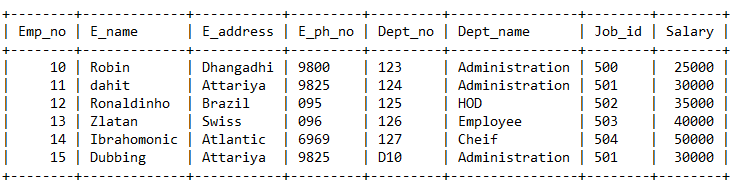 +--------+-------------+-----------+---------+---------+----------------+--------+--------+
| Emp_no | E_name      | E_address | E_ph_no | Dept_no | Dept_name      | Job_id | Salary |
+--------+-------------+-----------+---------+---------+----------------+--------+--------+
|     10 | Robin       | Dhangadhi | 9800    | 123     | Administration | 500    |  25000 |
|     11 | dahit       | Attariya  | 9825    | 124     | Administration | 501    |  30000 |
|     12 | Ronaldinho  | Brazil    | 095     | 125     | HOD            | 502    |  35000 |
|     13 | Zlatan      | Swiss     | 096     | 126     | Employee       | 503    |  40000 |
|     14 | Ibrahomonic | Atlantic  | 6969    | 127     | Cheif          | 504    |  50000 |
|     15 | Dubbing     | Attariya  | 9825    | D10     | Administration | 501    |  30000 |
+--------+-------------+-----------+---------+---------+----------------+--------+--------+